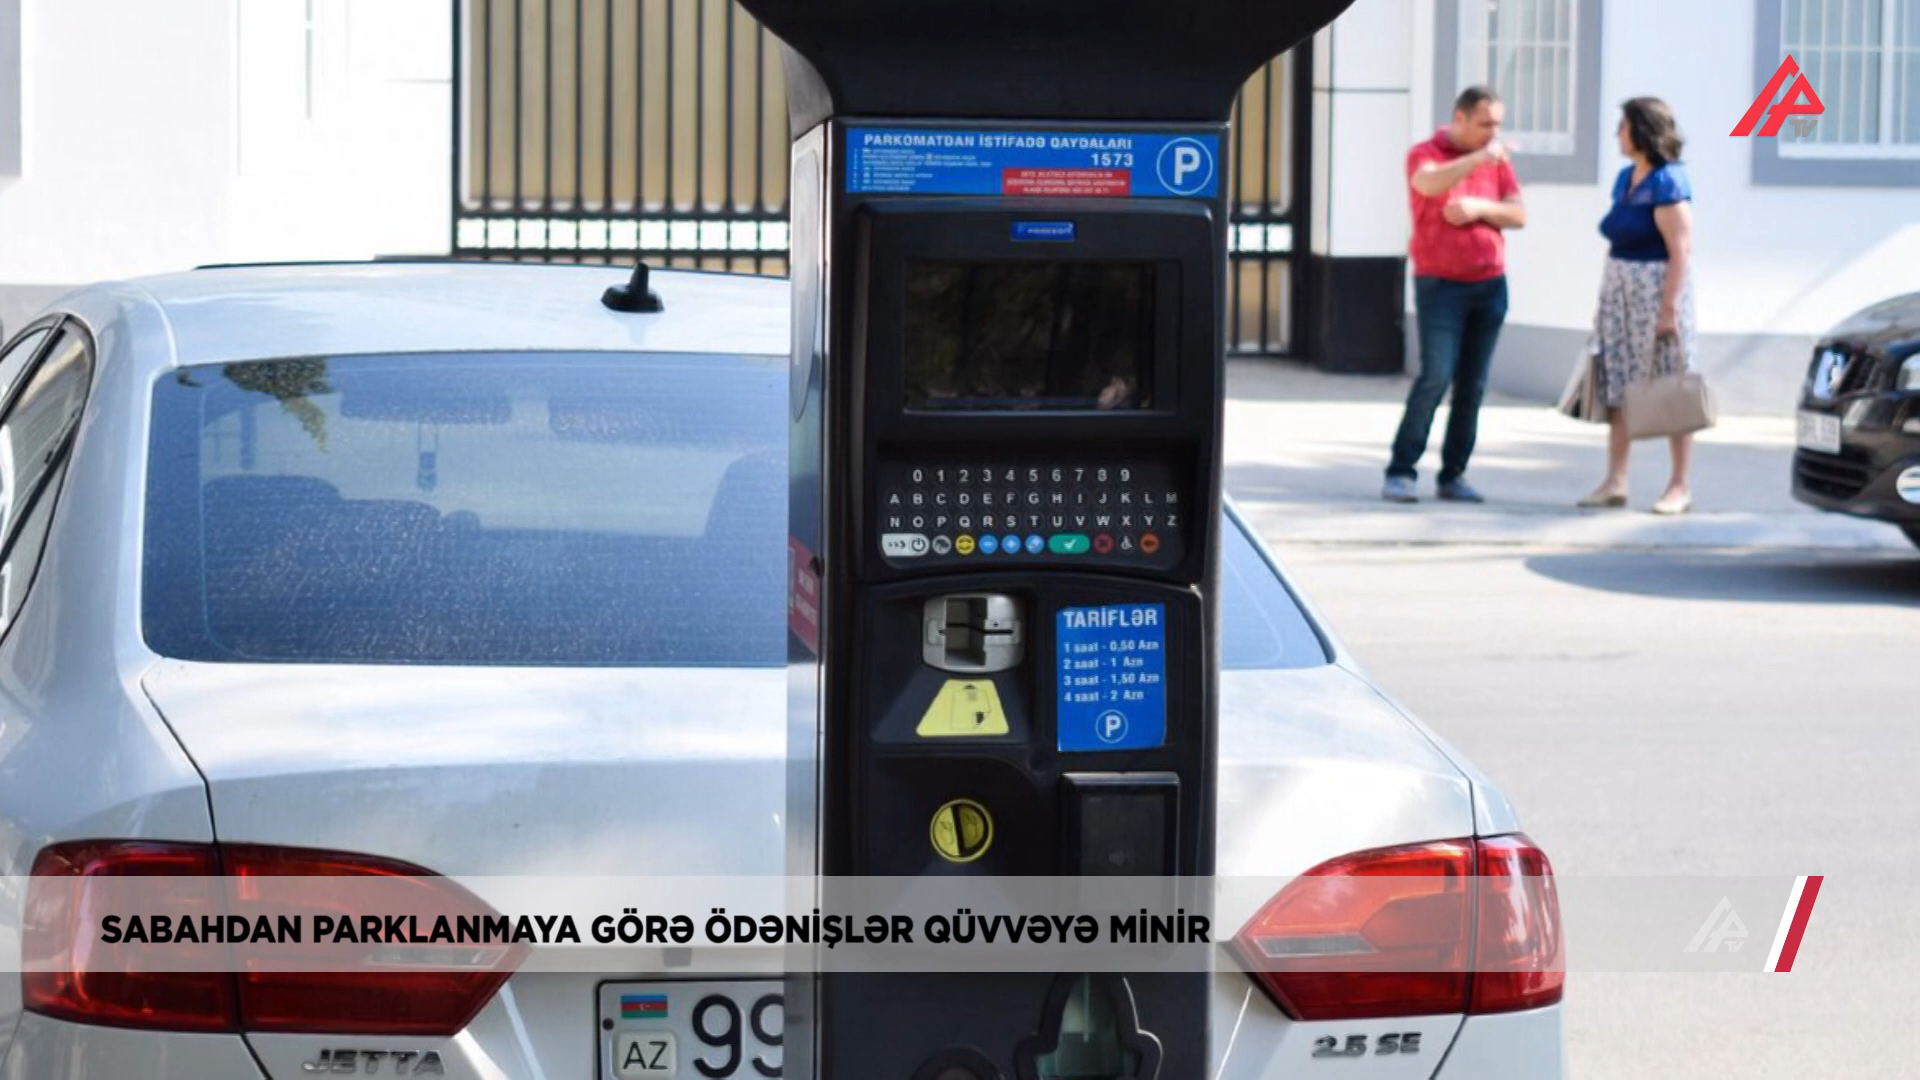 PARKOMATDAN İSTİFADƏ QAYDALARI
1573
P
TV
0 1 2 3 4 5 6 7 8 9
A B C D E F G H I J K L M
N O P Q R S T U V W X Y Z
TARİFLƏR
1 saat - 0,50 Azn
2 saat - 1 Azn
3 saat - 1,50 Azn
4 saat - 2 Azn
P
SABAHDAN PARKLANMAYA GÖRƏ ÖDƏNİŞLƏR QÜVVƏYƏ MİNİR
TV
AZ 99
JETTA
2.5 SE